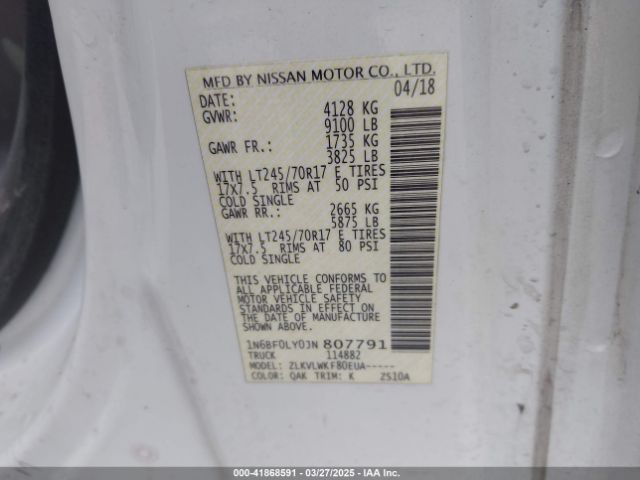 MFD BY NISSAN MOTOR CO., LTD.
DATE: 04/18
GVWR: 4128 KG
9100 LB
GAWR FR.: 1735 KG
3825 LB
WITH LT245/70R17 E TIRES
17X7.5 RIMS AT 50 PSI
COLD SINGLE
GAWR RR.: 2665 KG
5875 LB
WITH LT245/70R17 E TIRES
17X7.5 RIMS AT 80 PSI
COLD SINGLE
THIS VEHICLE CONFORMS TO
ALL APPLICABLE FEDERAL
MOTOR VEHICLE SAFETY
STANDARDS IN EFFECT ON
THE DATE OF MANUFACTURE
SHOWN ABOVE.
1N6BF0LY0JN 807791
TRUCK 114882
MODEL: ZLKVLWKF80EUA-----
COLOR: QAK TRIM: K ZS10A
000-41868591 - 03/27/2025 - IAA Inc.